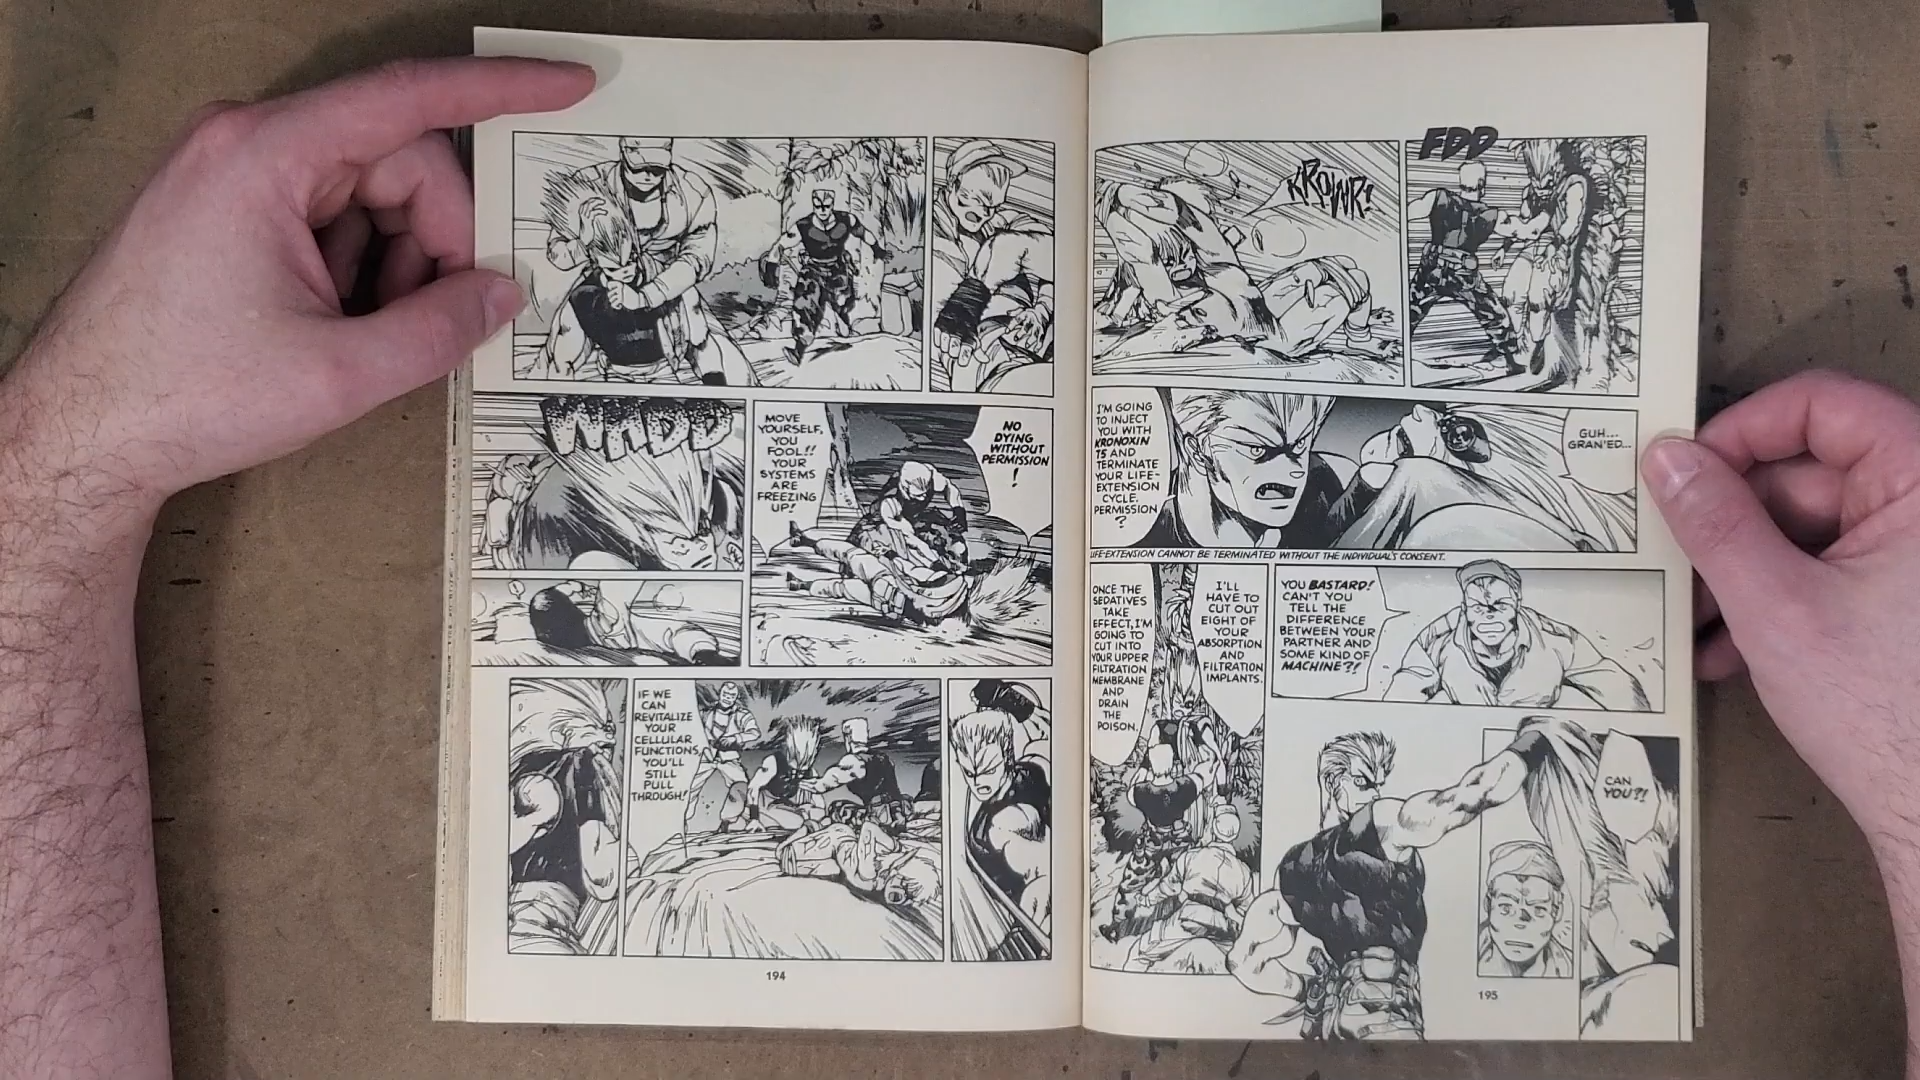 WHDD
MOVE
YOURSELF,
YOU
FOOL!!
YOUR
SYSTEMS
ARE
FREEZING
UP!
NO
DYING
WITHOUT
PERMISSION
!
IF WE
CAN
REVITALIZE
YOUR
CELLULAR
FUNCTIONS,
YOU'LL
STILL
PULL
THROUGH!
194
KROWR!
FDD
I'M GOING
TO INJECT
YOU WITH
KRONOXIN
75 AND
TERMINATE
YOUR LIFE-
EXTENSION
CYCLE.
PERMISSION
?
GUH...
GRAN'ED...
LIFE-EXTENSION CANNOT BE TERMINATED WITHOUT THE INDIVIDUAL'S CONSENT.
ONCE THE
SEDATIVES
TAKE
EFFECT, I'M
GOING TO
CUT INTO
YOUR UPPER
FILTRATION
MEMBRANE
AND
DRAIN
THE
POISON.
I'LL
HAVE TO
CUT OUT
EIGHT OF
YOUR
ABSORPTION
AND
FILTRATION
IMPLANTS.
YOU BASTARD!
CAN'T YOU
TELL THE
DIFFERENCE
BETWEEN YOUR
PARTNER AND
SOME KIND OF
MACHINE?!
CAN
YOU?!
195